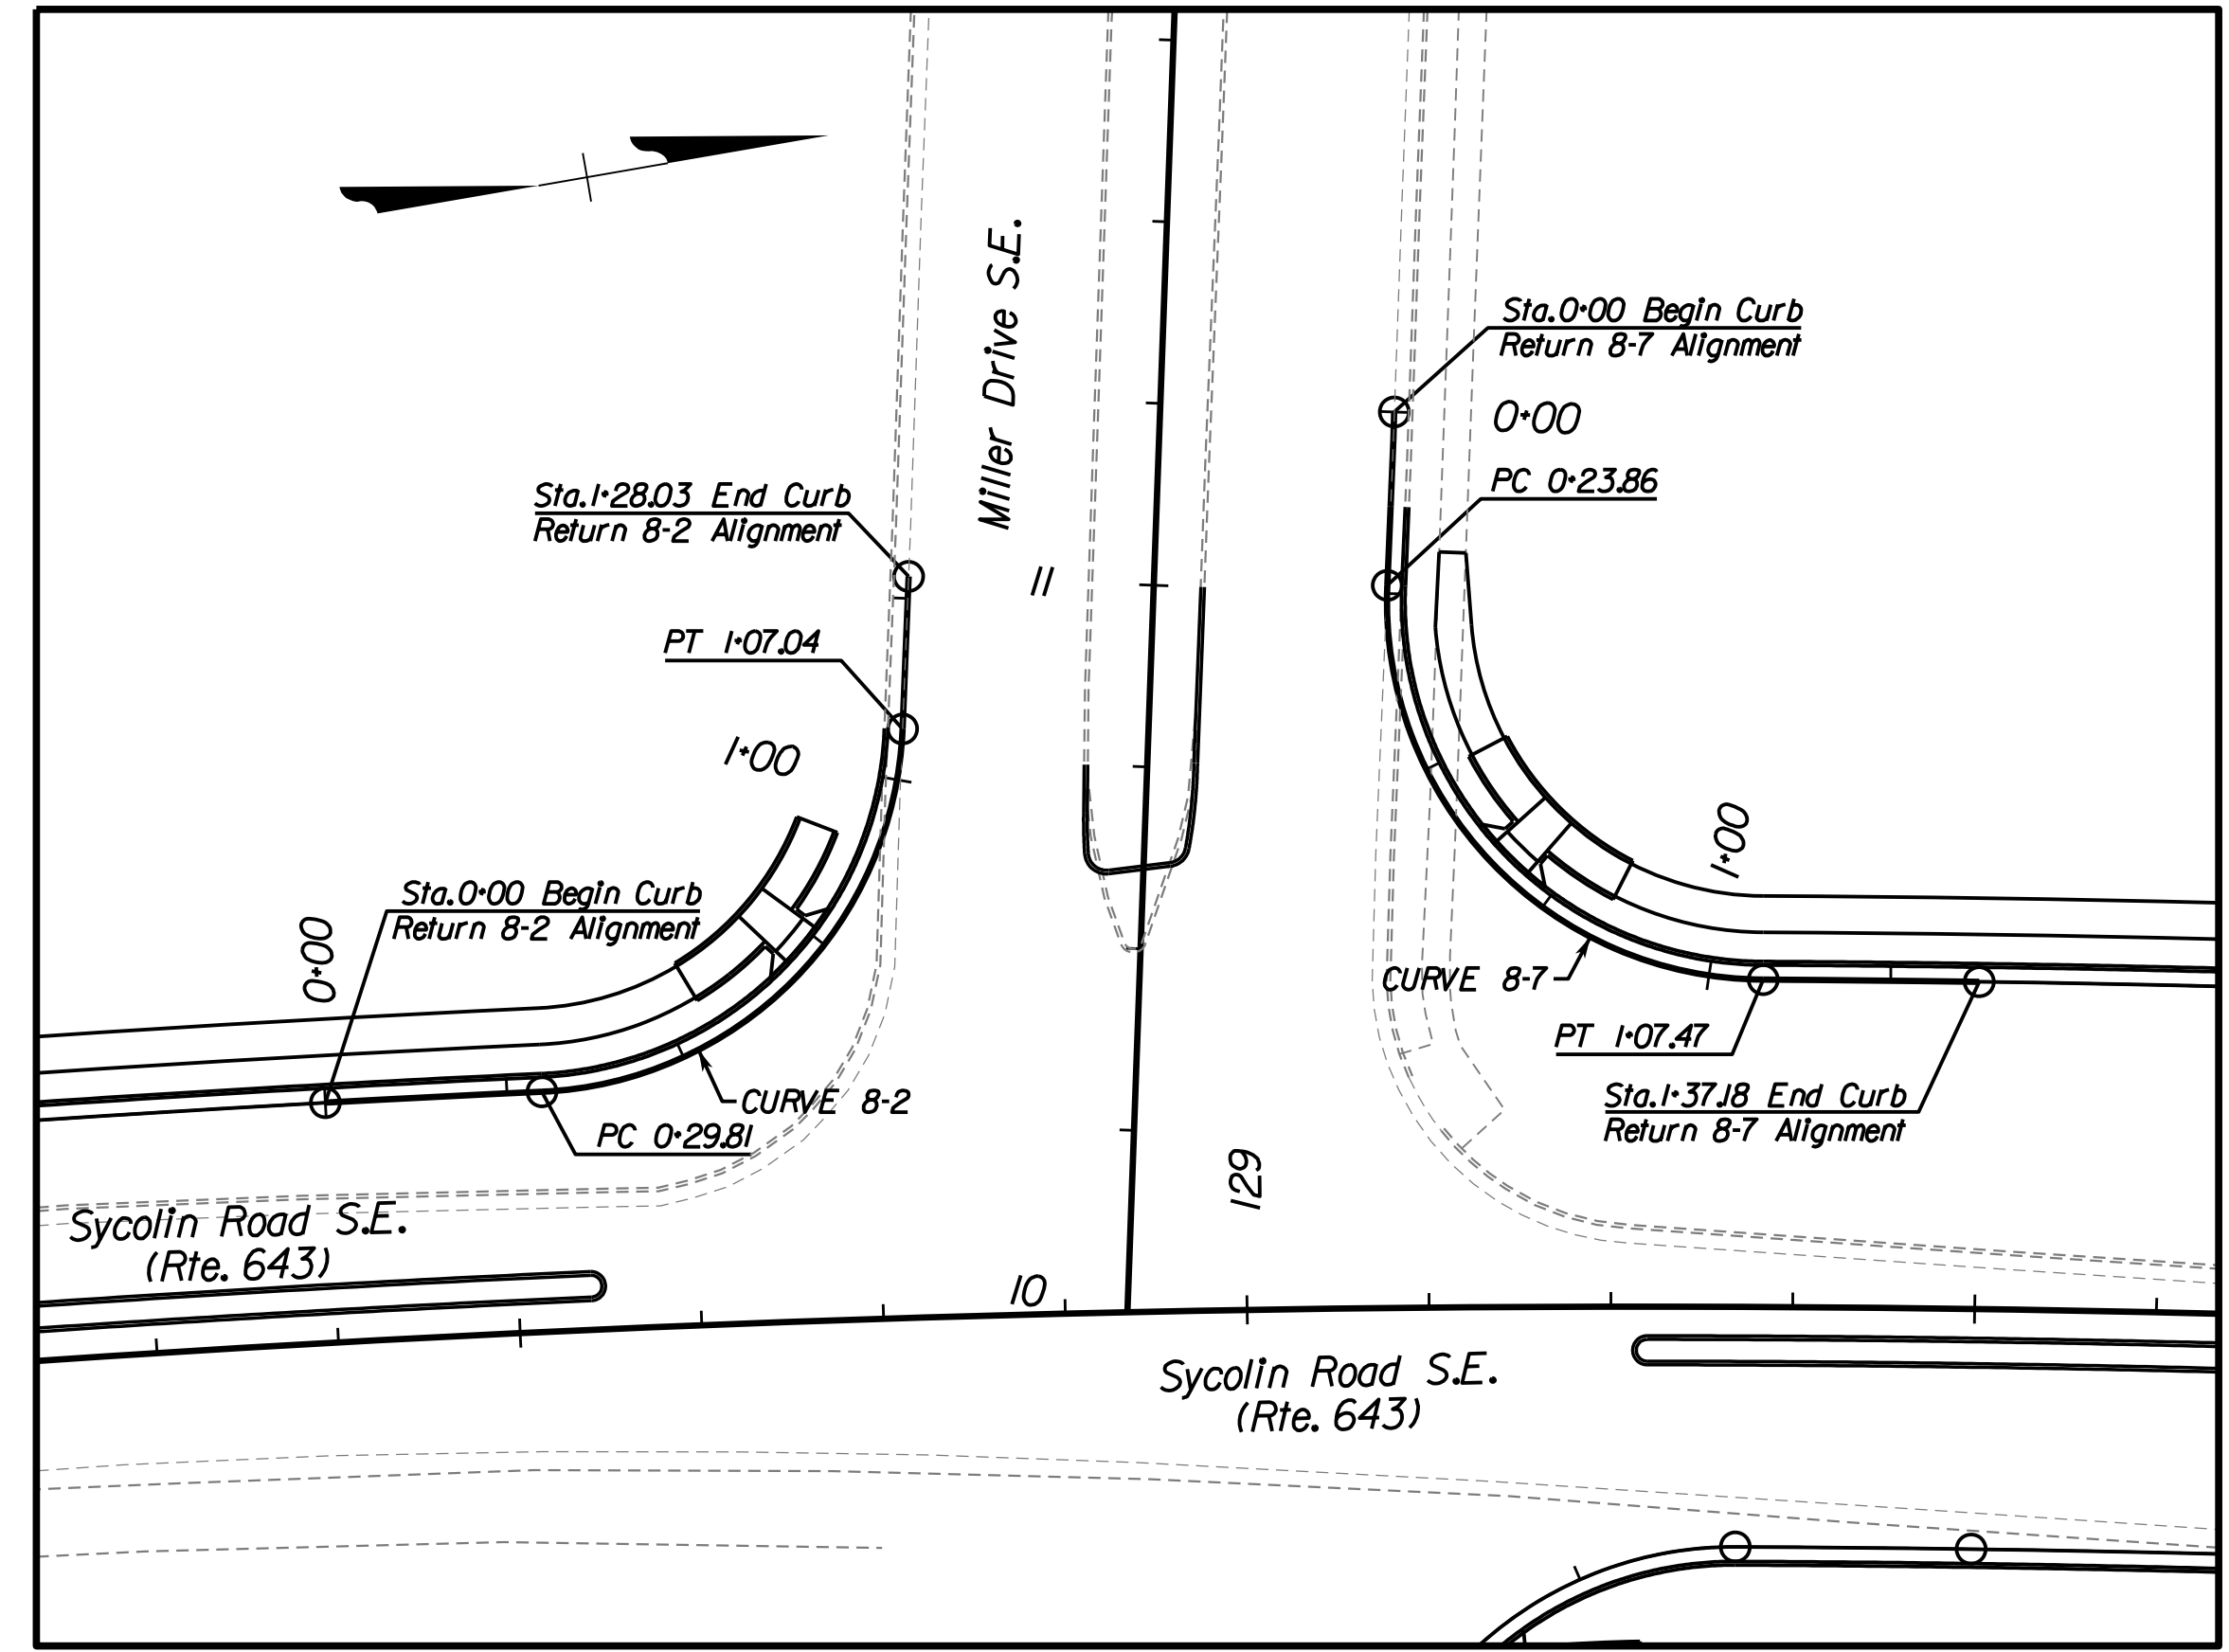 Miller Drive S.E.
Sta. 0+00 Begin Curb
Return 8-7 Alignment
0+00
PC 0+23.86
Sta. 1+28.03 End Curb
Return 8-2 Alignment
11
PT 1+07.04
1+00
1+00
Sta. 0+00 Begin Curb
Return 8-2 Alignment
0+00
CURVE 8-7
PT 1+07.47
CURVE 8-2
PC 0+29.81
Sta. 1+37.18 End Curb
Return 8-7 Alignment
129
Sycolin Road S.E.
(Rte. 643)
10
Sycolin Road S.E.
(Rte. 643)